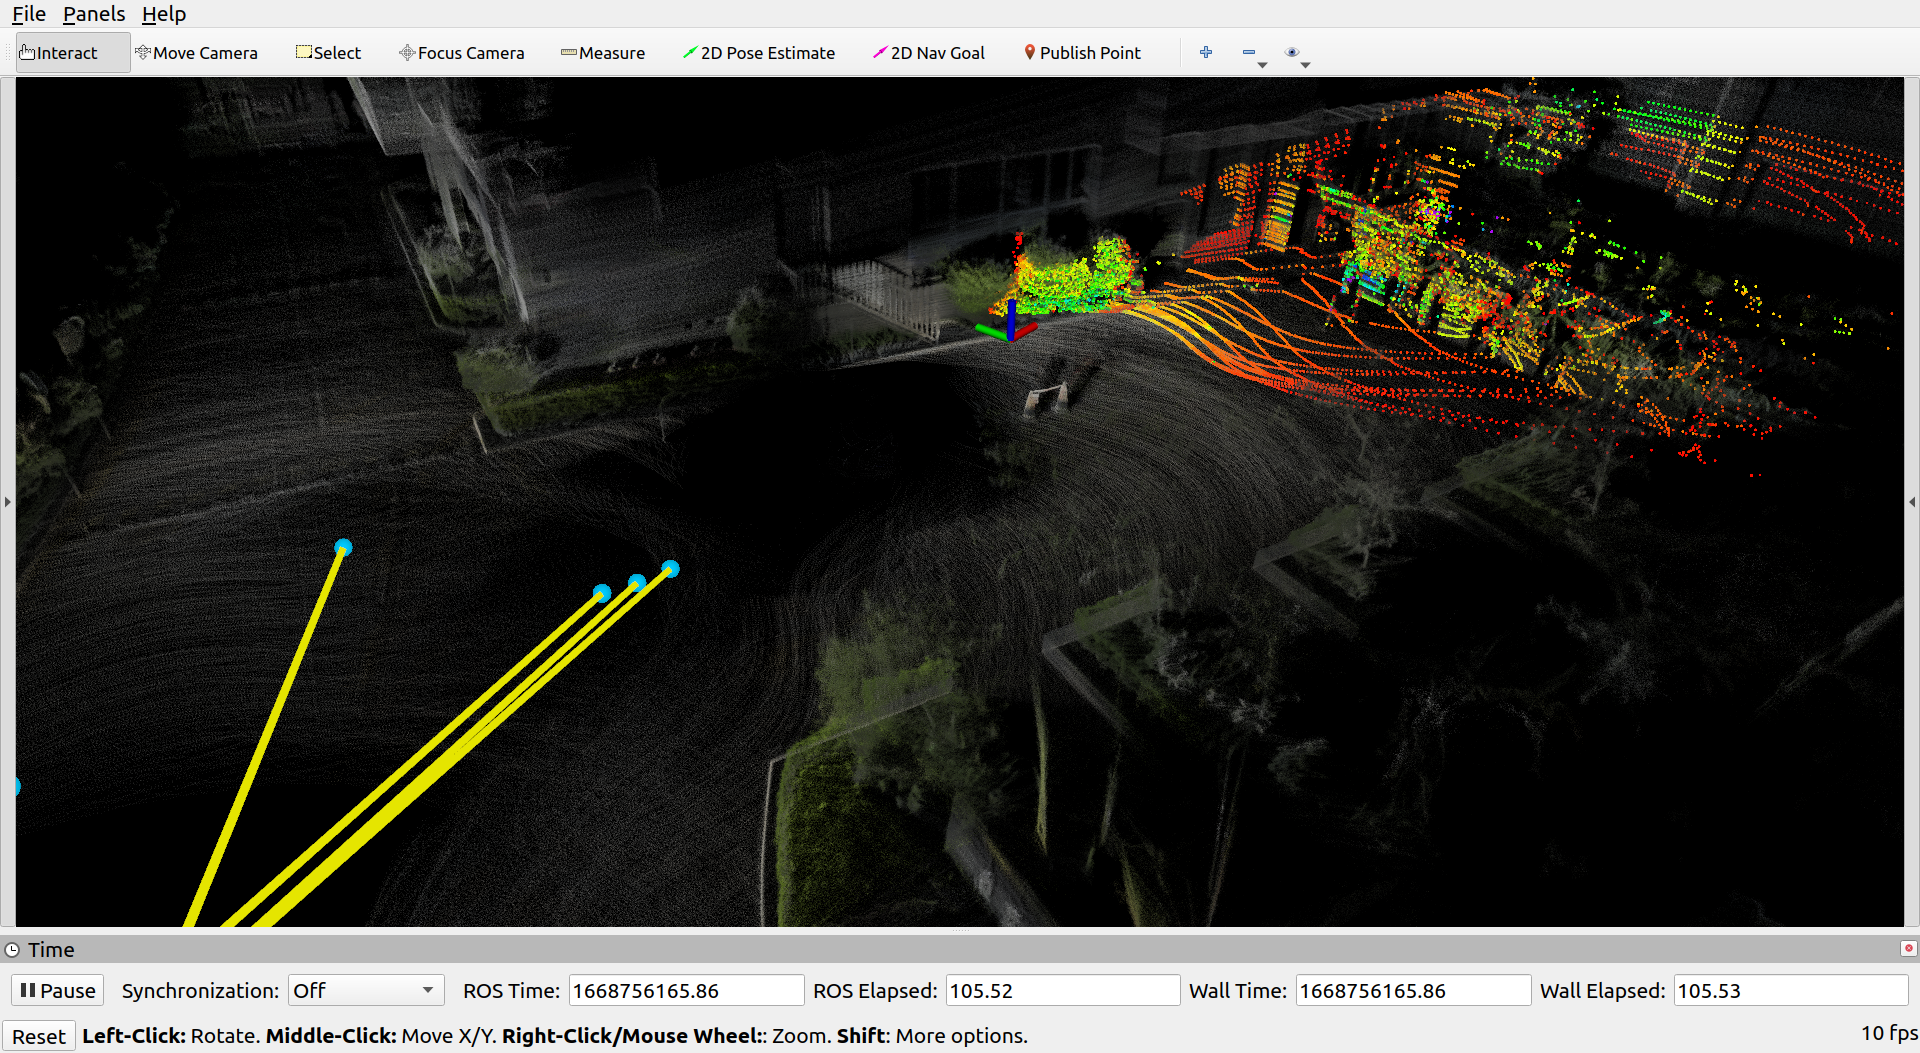 File Panels Help
Interact Move Camera Select Focus Camera Measure 2D Pose Estimate 2D Nav Goal Publish Point
Time
Pause Synchronization: Off ROS Time: 1668756165.86 ROS Elapsed: 105.52 Wall Time: 1668756165.86 Wall Elapsed: 105.53
Reset Left-Click: Rotate. Middle-Click: Move X/Y. Right-Click/Mouse Wheel:: Zoom. Shift: More options. 10 fps